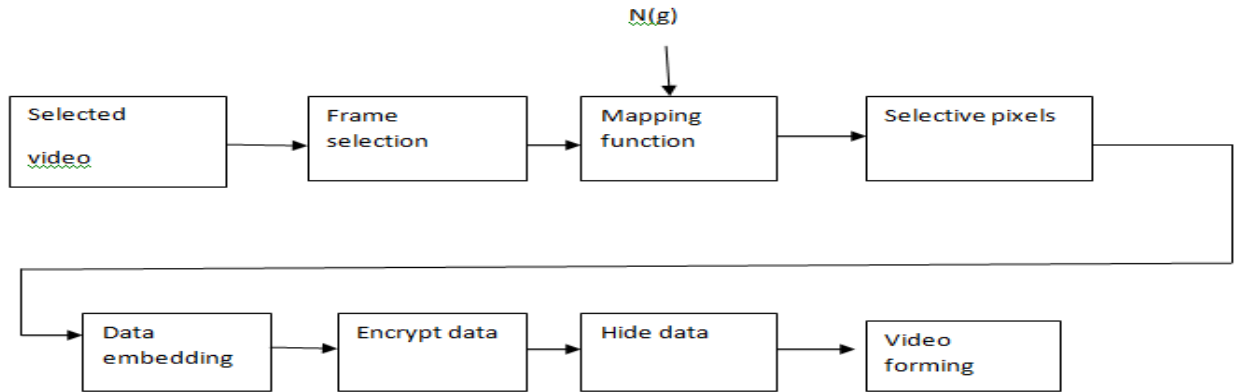 N(g)
Selected
video
Frame
selection
Mapping
function
Selective pixels
Data
embedding
Encrypt data
Hide data
Video
forming